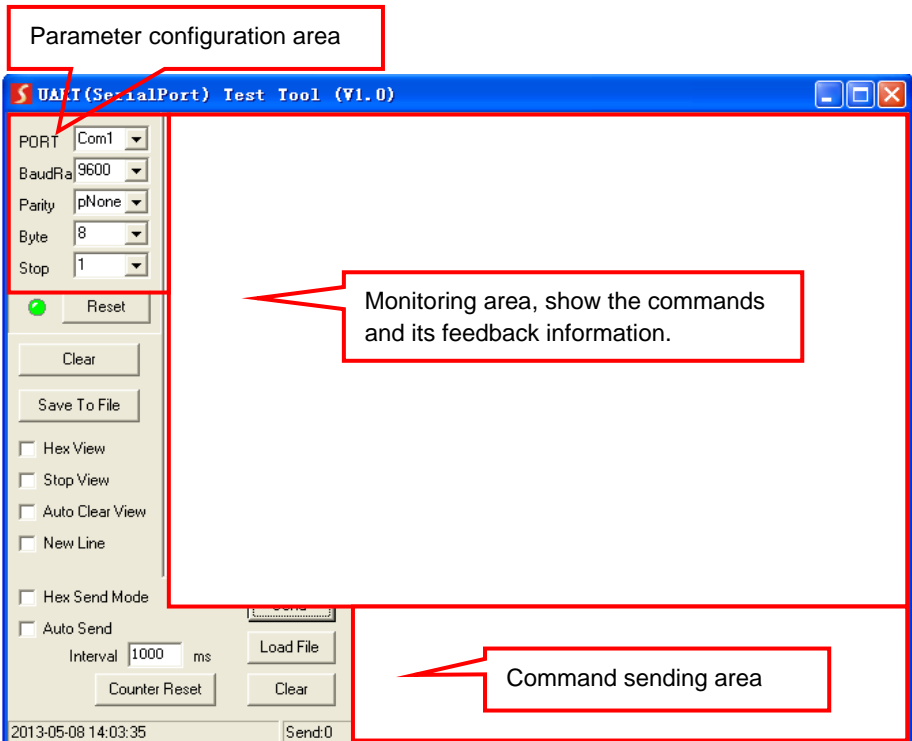 Parameter configuration area
UART(SerialPort) Test Tool (V1.0)
PORT Com1
BaudRa 9600
Parity pNone
Byte 8
Stop 1
Reset
Monitoring area, show the commands
and its feedback information.
Clear
Save To File
Hex View
Stop View
Auto Clear View
New Line
Hex Send Mode
Send
Auto Send
Interval 1000 ms
Load File
Command sending area
Counter Reset
Clear
2013-05-08 14:03:35
Send:0